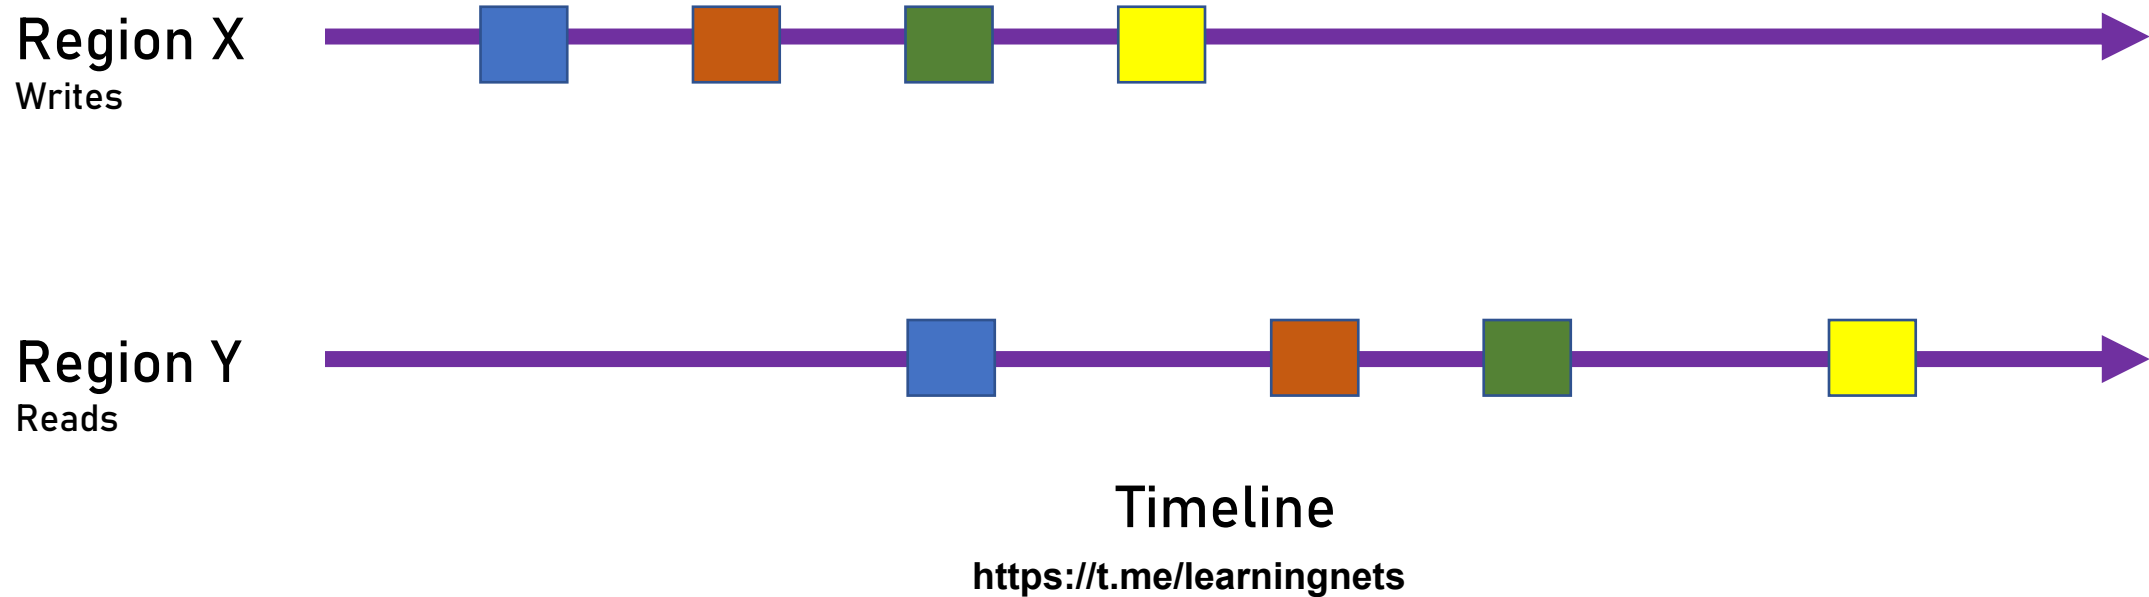 Region X
Writes
Region Y
Reads
Timeline
https://t.me/learningnets